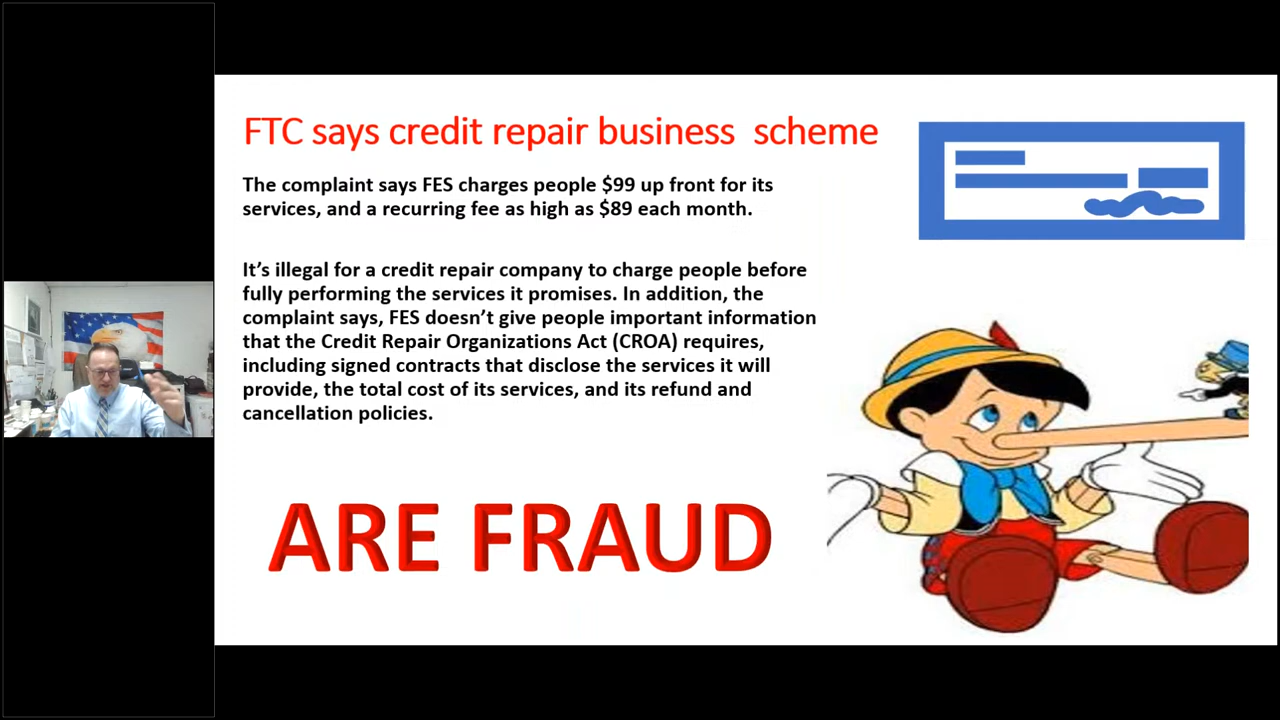 FTC says credit repair business scheme
The complaint says FES charges people $99 up front for its
services, and a recurring fee as high as $89 each month.
It’s illegal for a credit repair company to charge people before
fully performing the services it promises. In addition, the
complaint says, FES doesn’t give people important information
that the Credit Repair Organizations Act (CROA) requires,
including signed contracts that disclose the services it will
provide, the total cost of its services, and its refund and
cancellation policies.
ARE FRAUD